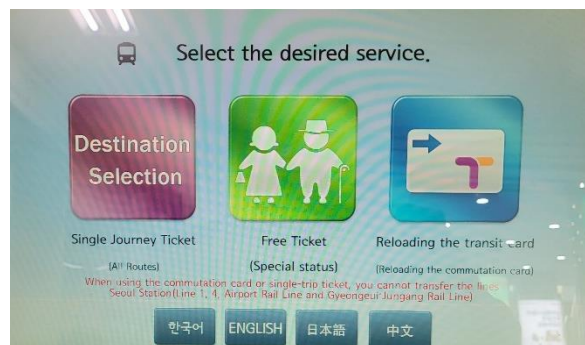 Select the desired service.
Destination
Selection
Single Journey Ticket
Free Ticket
Reloading the transit card
(All Routes)
(Special status)
(Reloading the commutation card)
When using the commutation card or single-trip ticket, you cannot transfer the lines
Seoul Station(Line 1, 4, Airport Rail Line and Gyeongeui Jungang Rail Line)
한국어
ENGLISH
日本語
中文